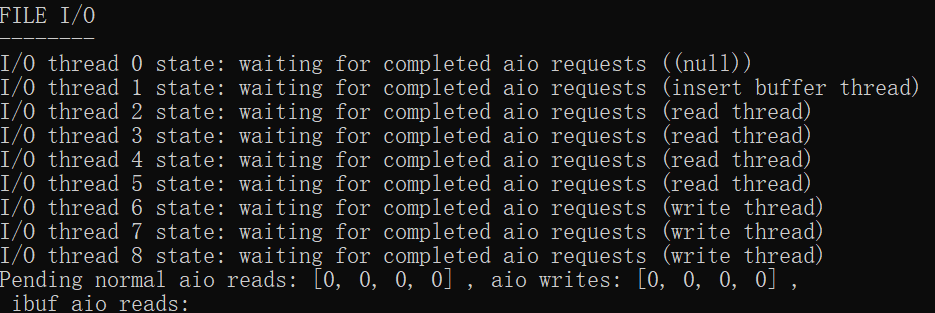 FILE I/O
--------
I/O thread 0 state: waiting for completed aio requests ((null))
I/O thread 1 state: waiting for completed aio requests (insert buffer thread)
I/O thread 2 state: waiting for completed aio requests (read thread)
I/O thread 3 state: waiting for completed aio requests (read thread)
I/O thread 4 state: waiting for completed aio requests (read thread)
I/O thread 5 state: waiting for completed aio requests (read thread)
I/O thread 6 state: waiting for completed aio requests (write thread)
I/O thread 7 state: waiting for completed aio requests (write thread)
I/O thread 8 state: waiting for completed aio requests (write thread)
Pending normal aio reads: [0, 0, 0, 0] , aio writes: [0, 0, 0, 0] ,
 ibuf aio reads: